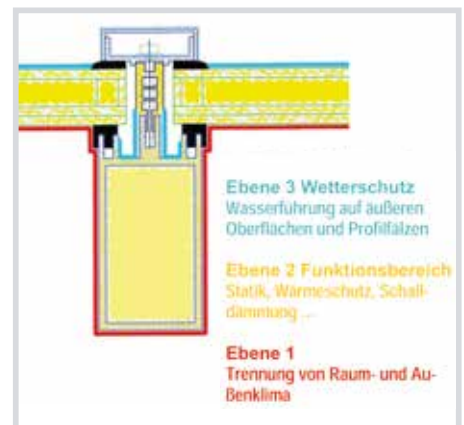 Ebene 3 Wetterschutz
Wasserführung auf äußeren
Oberflächen und Profilfälzen
Ebene 2 Funktionsbereich
Statik, Wärmeschutz, Schall-
dämmung ...
Ebene 1
Trennung von Raum- und Au-
ßenklima